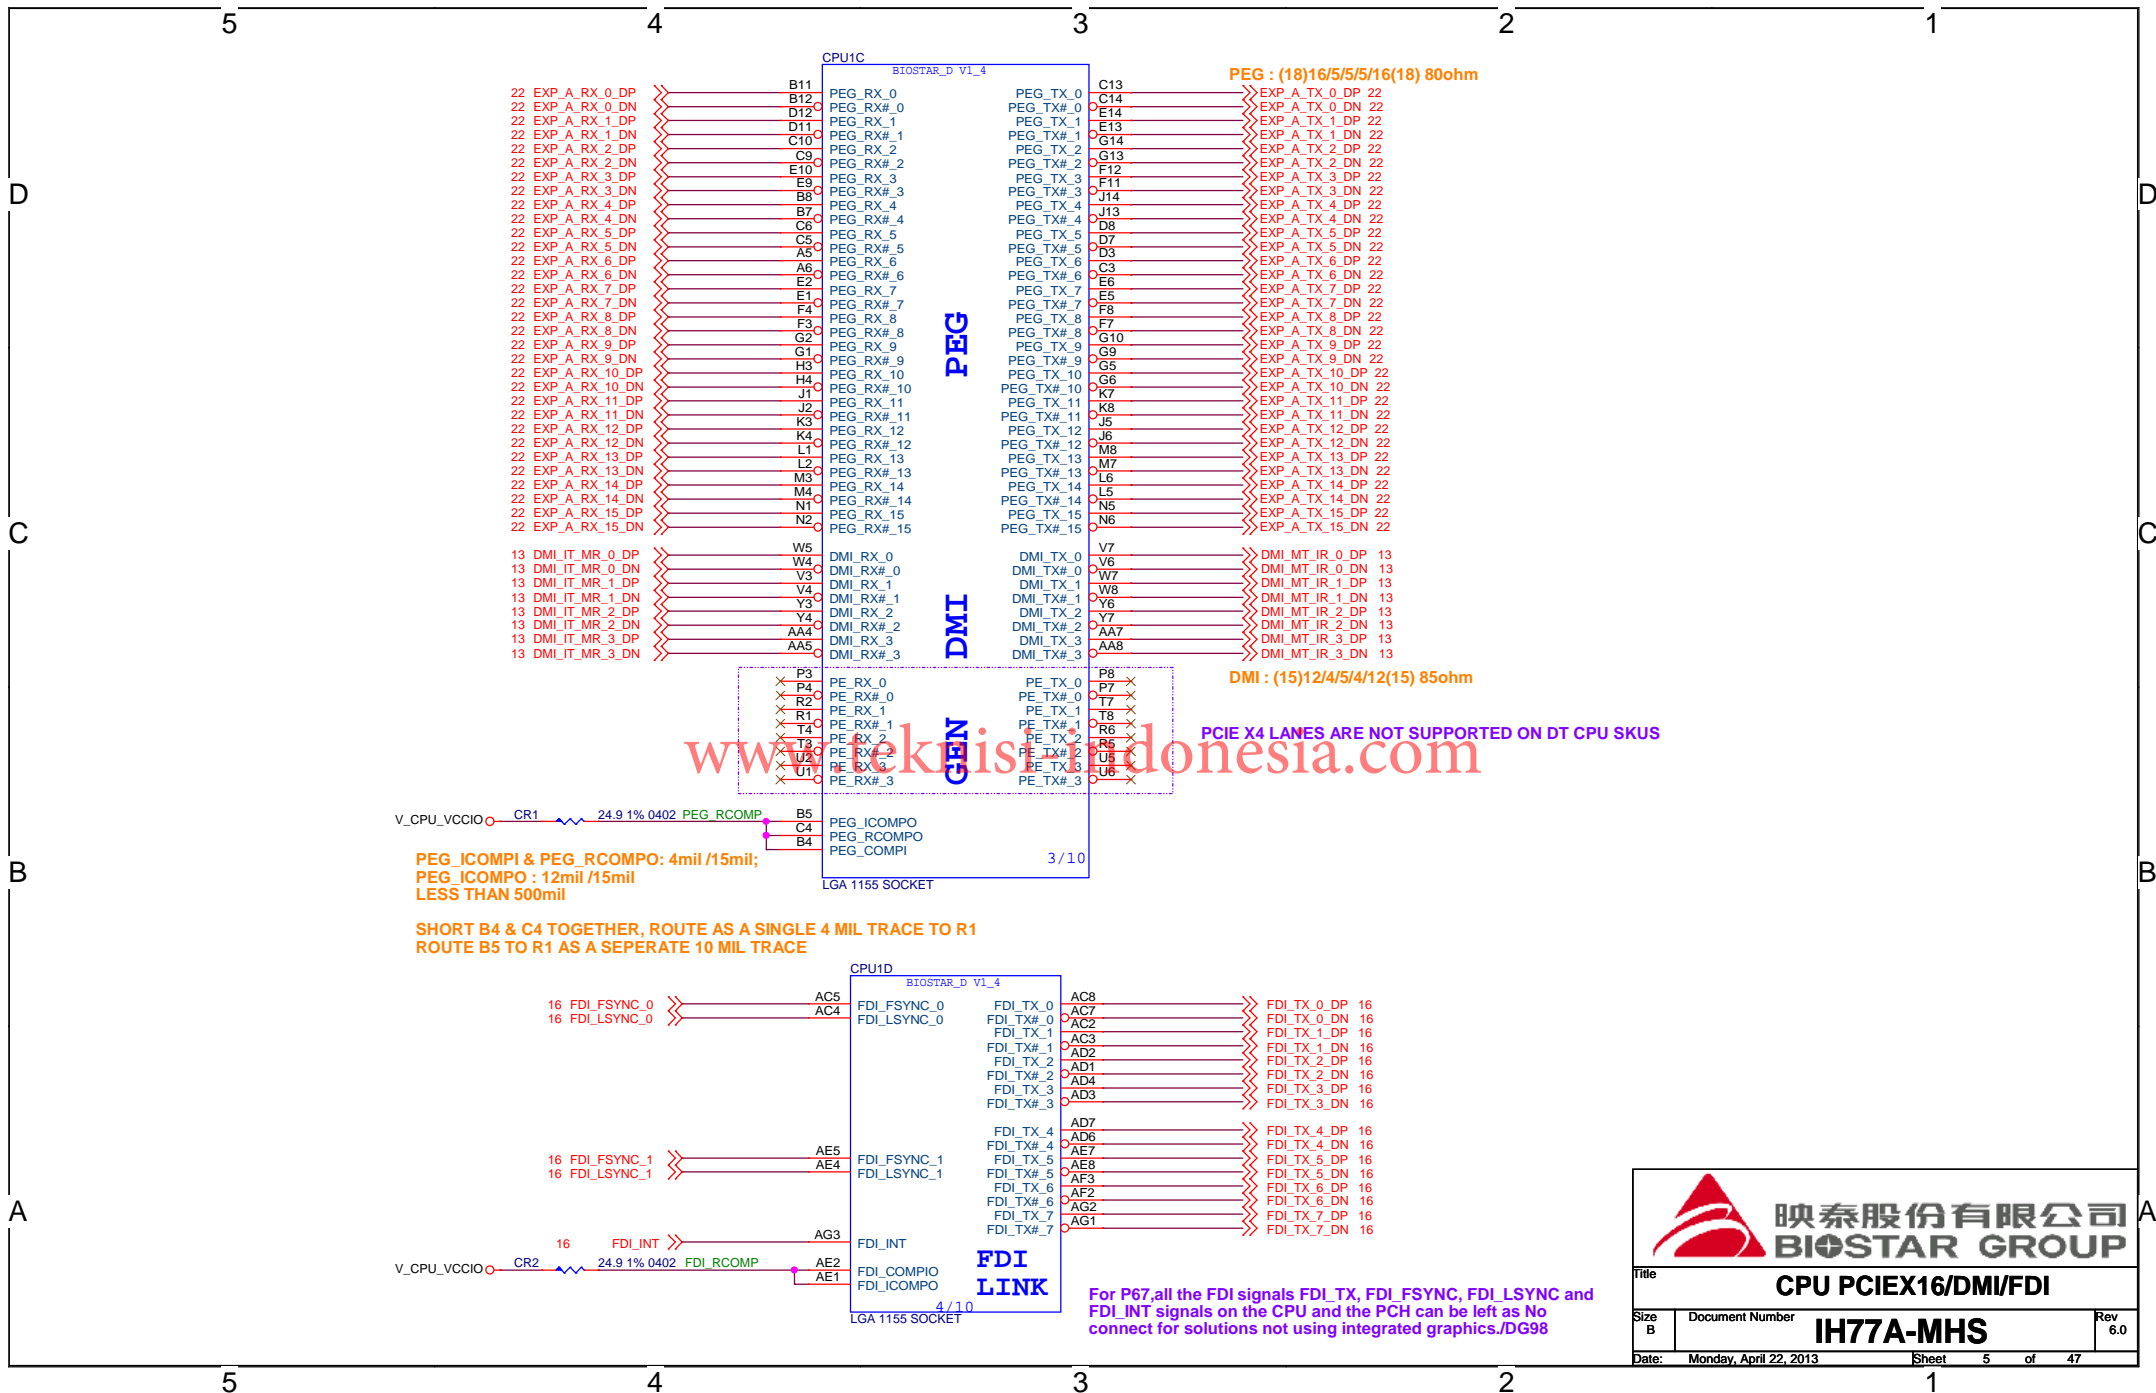 5 4 3 2 1
CPU1C
BIOSTAR_D V1_4
PEG : (18)16/5/5/5/16(18) 80ohm
22 EXP_A_RX_0_DP B11 PEG_RX_0 PEG_TX_0 C13 EXP_A_TX_0_DP 22
22 EXP_A_RX_0_DN B12 PEG_RX#_0 PEG_TX#_0 C14 EXP_A_TX_0_DN 22
22 EXP_A_RX_1_DP D12 PEG_RX_1 PEG_TX_1 E14 EXP_A_TX_1_DP 22
22 EXP_A_RX_1_DN D11 PEG_RX#_1 PEG_TX#_1 E13 EXP_A_TX_1_DN 22
22 EXP_A_RX_2_DP C10 PEG_RX_2 PEG_TX_2 G14 EXP_A_TX_2_DP 22
22 EXP_A_RX_2_DN C9 PEG_RX#_2 PEG_TX#_2 G13 EXP_A_TX_2_DN 22
22 EXP_A_RX_3_DP E10 PEG_RX_3 PEG_TX_3 F12 EXP_A_TX_3_DP 22
22 EXP_A_RX_3_DN E9 PEG_RX#_3 PEG_TX#_3 F11 EXP_A_TX_3_DN 22
D D
22 EXP_A_RX_4_DP B8 PEG_RX_4 PEG_TX_4 J14 EXP_A_TX_4_DP 22
22 EXP_A_RX_4_DN B7 PEG_RX#_4 PEG_TX#_4 J13 EXP_A_TX_4_DN 22
22 EXP_A_RX_5_DP C6 PEG_RX_5 PEG_TX_5 D8 EXP_A_TX_5_DP 22
22 EXP_A_RX_5_DN C5 PEG_RX#_5 PEG_TX#_5 D7 EXP_A_TX_5_DN 22
22 EXP_A_RX_6_DP A5 PEG_RX_6 PEG_TX_6 D3 EXP_A_TX_6_DP 22
22 EXP_A_RX_6_DN A6 PEG_RX#_6 PEG_TX#_6 C3 EXP_A_TX_6_DN 22
22 EXP_A_RX_7_DP E2 PEG_RX_7 PEG_TX_7 E6 EXP_A_TX_7_DP 22
22 EXP_A_RX_7_DN E1 PEG_RX#_7 PEG_TX#_7 E5 EXP_A_TX_7_DN 22
22 EXP_A_RX_8_DP F4 PEG_RX_8 PEG_TX_8 F8 EXP_A_TX_8_DP 22
22 EXP_A_RX_8_DN F3 PEG_RX#_8 PEG_TX#_8 F7 EXP_A_TX_8_DN 22
PEG
22 EXP_A_RX_9_DP G2 PEG_RX_9 PEG_TX_9 G10 EXP_A_TX_9_DP 22
22 EXP_A_RX_9_DN G1 PEG_RX#_9 PEG_TX#_9 G9 EXP_A_TX_9_DN 22
22 EXP_A_RX_10_DP H3 PEG_RX_10 PEG_TX_10 G5 EXP_A_TX_10_DP 22
22 EXP_A_RX_10_DN H4 PEG_RX#_10 PEG_TX#_10 G6 EXP_A_TX_10_DN 22
22 EXP_A_RX_11_DP J1 PEG_RX_11 PEG_TX_11 K7 EXP_A_TX_11_DP 22
22 EXP_A_RX_11_DN J2 PEG_RX#_11 PEG_TX#_11 K8 EXP_A_TX_11_DN 22
22 EXP_A_RX_12_DP K3 PEG_RX_12 PEG_TX_12 J5 EXP_A_TX_12_DP 22
22 EXP_A_RX_12_DN K4 PEG_RX#_12 PEG_TX#_12 J6 EXP_A_TX_12_DN 22
22 EXP_A_RX_13_DP L1 PEG_RX_13 PEG_TX_13 M8 EXP_A_TX_13_DP 22
22 EXP_A_RX_13_DN L2 PEG_RX#_13 PEG_TX#_13 M7 EXP_A_TX_13_DN 22
22 EXP_A_RX_14_DP M3 PEG_RX_14 PEG_TX_14 L6 EXP_A_TX_14_DP 22
22 EXP_A_RX_14_DN M4 PEG_RX#_14 PEG_TX#_14 L5 EXP_A_TX_14_DN 22
22 EXP_A_RX_15_DP N1 PEG_RX_15 PEG_TX_15 N5 EXP_A_TX_15_DP 22
22 EXP_A_RX_15_DN N2 PEG_RX#_15 PEG_TX#_15 N6 EXP_A_TX_15_DN 22
C C
13 DMI_IT_MR_0_DP W5 DMI_RX_0 DMI_TX_0 V7 DMI_MT_IR_0_DP 13
13 DMI_IT_MR_0_DN W4 DMI_RX#_0 DMI_TX#_0 V6 DMI_MT_IR_0_DN 13
13 DMI_IT_MR_1_DP V3 DMI_RX_1 DMI_TX_1 W7 DMI_MT_IR_1_DP 13
13 DMI_IT_MR_1_DN V4 DMI_RX#_1 DMI_TX#_1 W8 DMI_MT_IR_1_DN 13
DMI
13 DMI_IT_MR_2_DP Y3 DMI_RX_2 DMI_TX_2 Y6 DMI_MT_IR_2_DP 13
13 DMI_IT_MR_2_DN Y4 DMI_RX#_2 DMI_TX#_2 Y7 DMI_MT_IR_2_DN 13
13 DMI_IT_MR_3_DP AA4 DMI_RX_3 DMI_TX_3 AA7 DMI_MT_IR_3_DP 13
13 DMI_IT_MR_3_DN AA5 DMI_RX#_3 DMI_TX#_3 AA8 DMI_MT_IR_3_DN 13
DMI : (15)12/4/5/4/12(15) 85ohm
P3 PE_RX_0 PE_TX_0 P8
P4 PE_RX#_0 PE_TX#_0 P7
R2 PE_RX_1 PE_TX_1 T7
R1 PE_RX#_1 PE_TX#_1 T8
T4 PE_RX_2 PE_TX_2 R6
T3 PE_RX#_2 PE_TX#_2 R5
U2 PE_RX_3 PE_TX_3 U5
U1 PE_RX#_3 PE_TX#_3 U6
GEN
PCIE X4 LANES ARE NOT SUPPORTED ON DT CPU SKUS
www.teknisi-indonesia.com
V_CPU_VCCIO CR1 24.9 1% 0402 PEG_RCOMP B5 PEG_ICOMPO
C4 PEG_RCOMPO
B4 PEG_COMPI
3/10
LGA 1155 SOCKET
PEG_ICOMPI & PEG_RCOMPO: 4mil /15mil;
PEG_ICOMPO : 12mil /15mil
LESS THAN 500mil
B B
SHORT B4 & C4 TOGETHER, ROUTE AS A SINGLE 4 MIL TRACE TO R1
ROUTE B5 TO R1 AS A SEPERATE 10 MIL TRACE
CPU1D
BIOSTAR_D V1_4
16 FDI_FSYNC_0 AC5 FDI_FSYNC_0 FDI_TX_0 AC8 FDI_TX_0_DP 16
16 FDI_LSYNC_0 AC4 FDI_LSYNC_0 FDI_TX#_0 AC7 FDI_TX_0_DN 16
FDI_TX_1 AC2 FDI_TX_1_DP 16
FDI_TX#_1 AC3 FDI_TX_1_DN 16
FDI_TX_2 AD2 FDI_TX_2_DP 16
FDI_TX#_2 AD1 FDI_TX_2_DN 16
FDI_TX_3 AD4 FDI_TX_3_DP 16
FDI_TX#_3 AD3 FDI_TX_3_DN 16
FDI_TX_4 AD7 FDI_TX_4_DP 16
FDI_TX#_4 AD6 FDI_TX_4_DN 16
16 FDI_FSYNC_1 AE5 FDI_FSYNC_1 FDI_TX_5 AE7 FDI_TX_5_DP 16
16 FDI_LSYNC_1 AE4 FDI_LSYNC_1 FDI_TX#_5 AE8 FDI_TX_5_DN 16
FDI_TX_6 AF3 FDI_TX_6_DP 16
FDI_TX#_6 AF2 FDI_TX_6_DN 16
FDI_TX_7 AG2 FDI_TX_7_DP 16
FDI_TX#_7 AG1 FDI_TX_7_DN 16
A A
16 FDI_INT AG3 FDI_INT
V_CPU_VCCIO CR2 24.9 1% 0402 FDI_RCOMP AE2 FDI_COMPIO
AE1 FDI_ICOMPO
FDI
LINK
4/10
LGA 1155 SOCKET
For P67,all the FDI signals FDI_TX, FDI_FSYNC, FDI_LSYNC and
FDI_INT signals on the CPU and the PCH can be left as No
connect for solutions not using integrated graphics./DG98
映泰股份有限公司
BIOSTAR GROUP
Title
CPU PCIEX16/DMI/FDI
Size Document Number Rev
B IH77A-MHS 6.0
Date: Monday, April 22, 2013 Sheet 5 of 47
5 4 3 2 1